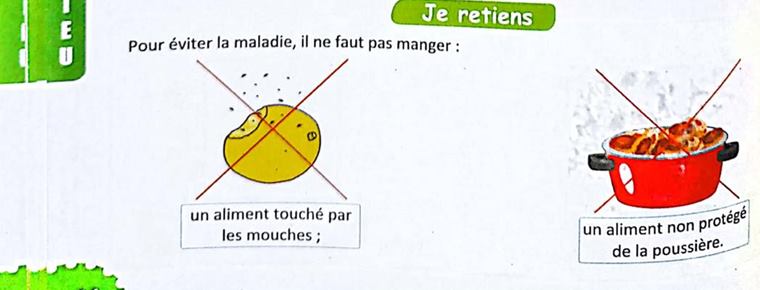 I
E
U
Je retiens
Pour éviter la maladie, il ne faut pas manger :
un aliment touché par
les mouches ;
un aliment non protégé
de la poussière.